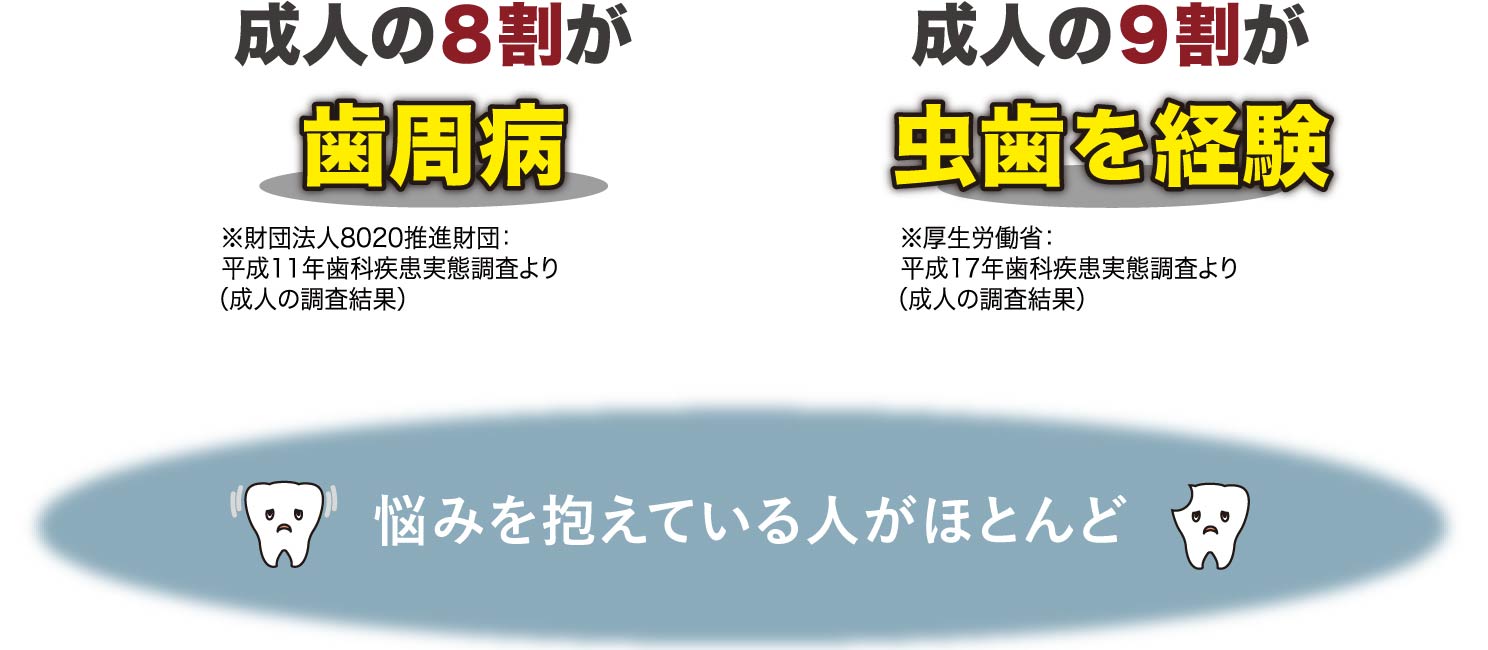 成人の8割が
歯周病
※財団法人8020推進財団：
平成11年歯科疾患実態調査より
（成人の調査結果）
成人の9割が
虫歯を経験
※厚生労働省：
平成17年歯科疾患実態調査より
（成人の調査結果）
悩みを抱えている人がほとんど